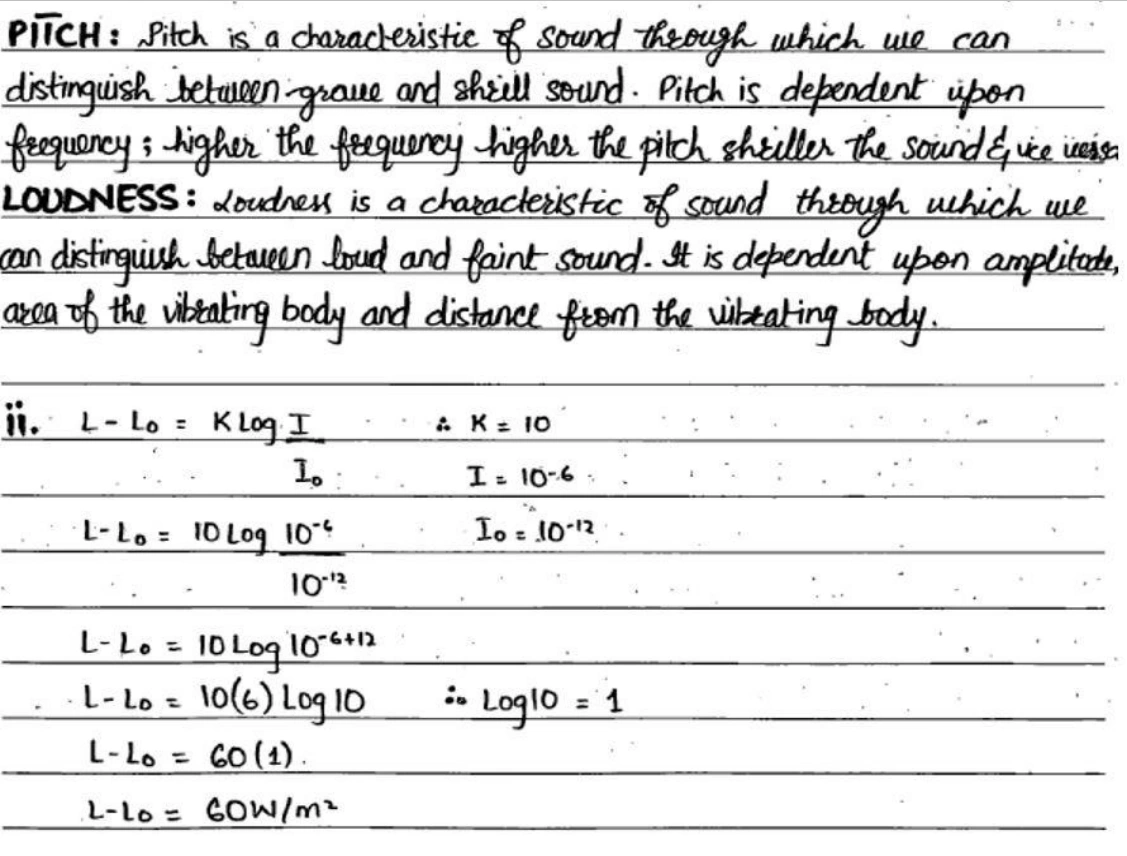 PITCH: Pitch is a characteristic of sound through which we can
distinguish between grave and shrill sound. Pitch is dependent upon
frequency; higher the frequency higher the pitch shriller the sound & vice versa
LOUDNESS: Loudness is a characteristic of sound through which we
can distinguish between loud and faint sound. It is dependent upon amplitude,
area of the vibrating body and distance from the vibrating body.
ii. L - L₀ = K Log I/I₀ ∴ K = 10
I = 10⁻⁶
L - L₀ = 10 Log 10⁻⁶/10⁻¹² I₀ = 10⁻¹²
L - L₀ = 10 Log 10⁻⁶⁺¹²
L - L₀ = 10(6) Log 10 ∴ Log10 = 1
L - L₀ = 60(1).
L - L₀ = 60W/m²